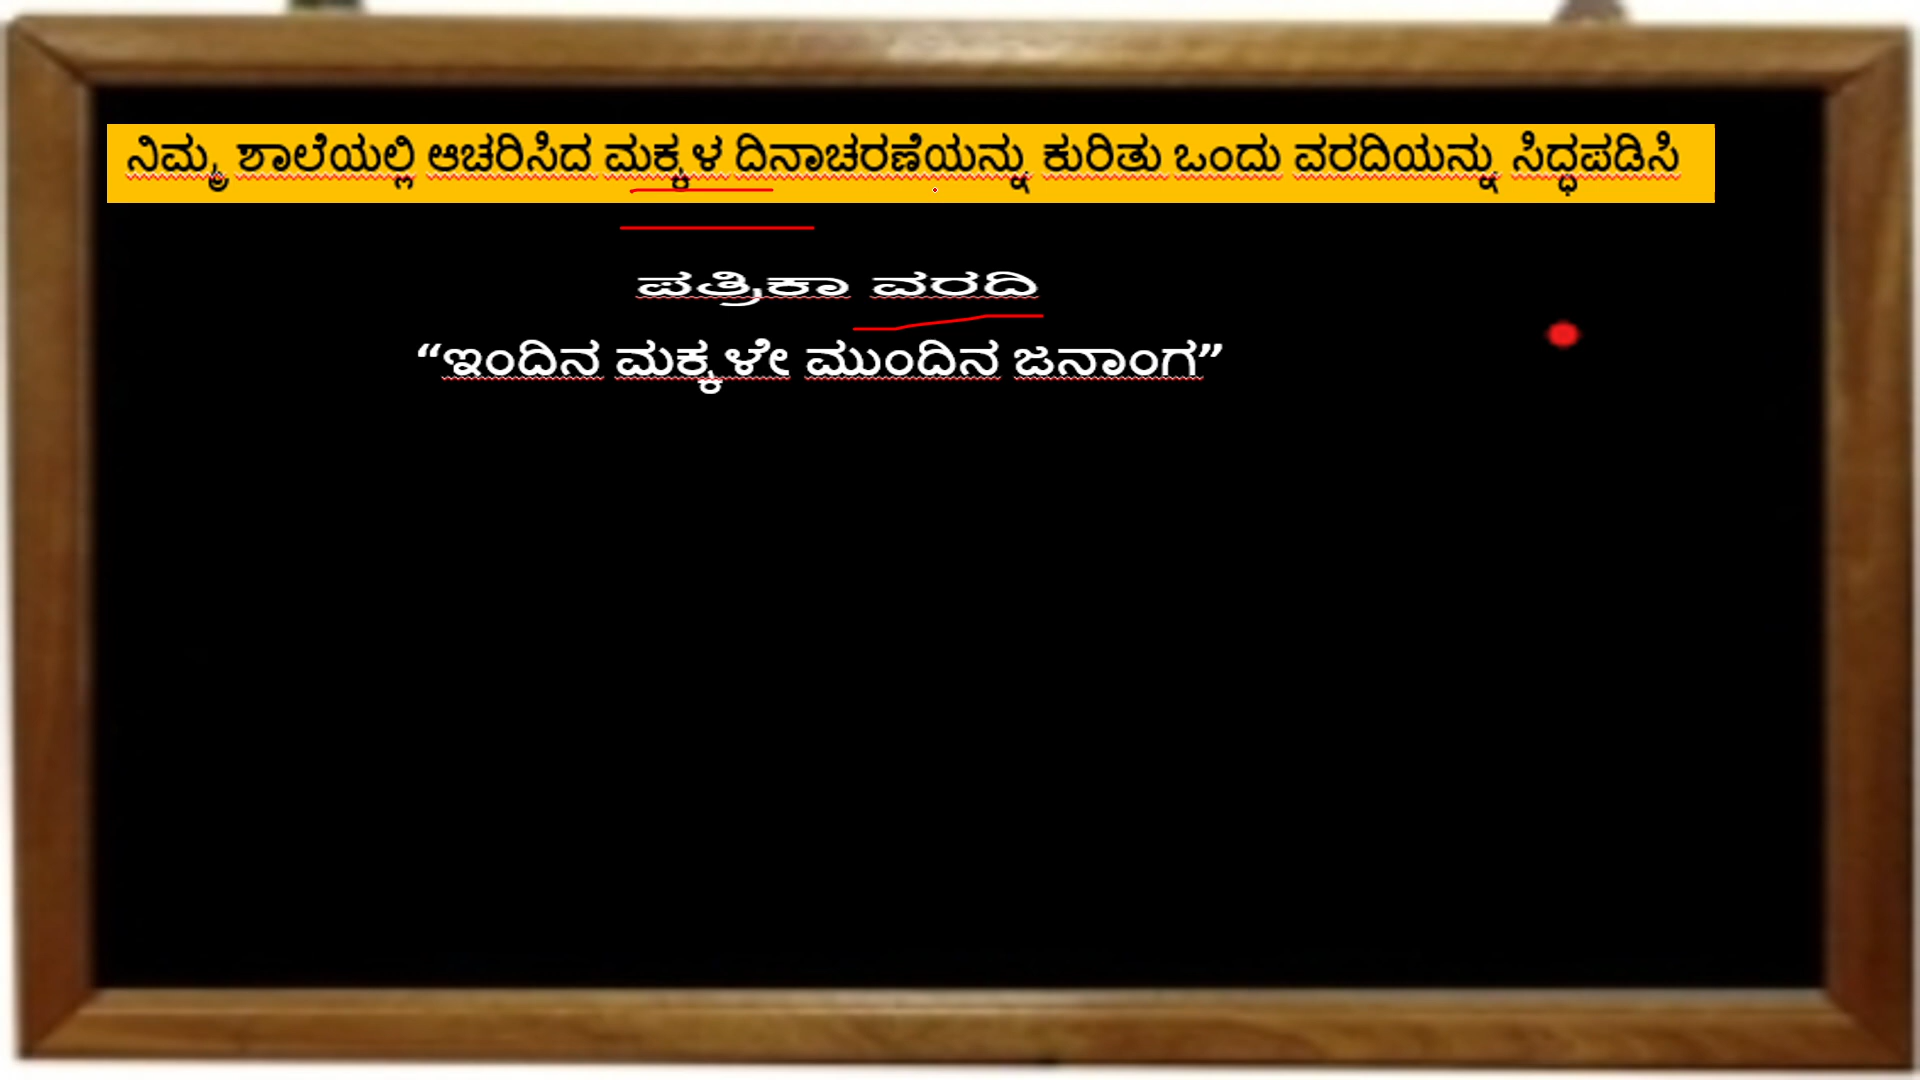 ನಿಮ್ಮ ಶಾಲೆಯಲ್ಲಿ ಆಚರಿಸಿದ ಮಕ್ಕಳ ದಿನಾಚರಣೆಯನ್ನು ಕುರಿತು ಒಂದು ವರದಿಯನ್ನು ಸಿದ್ಧಪಡಿಸಿ
ಪತ್ರಿಕಾ ವರದಿ
“ಇಂದಿನ ಮಕ್ಕಳೇ ಮುಂದಿನ ಜನಾಂಗ”